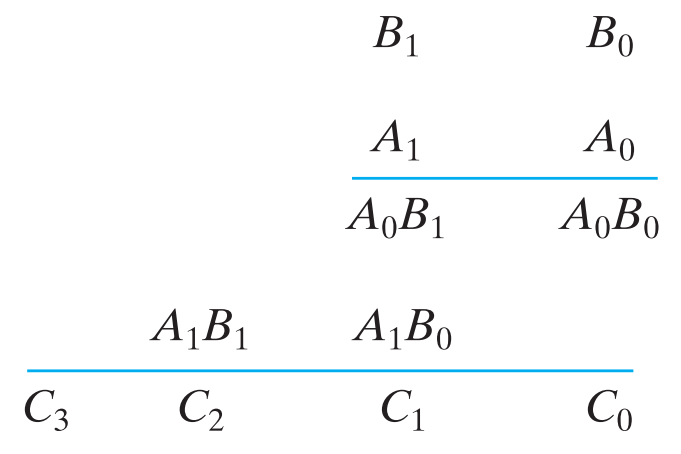 B₁ B₀
A₁ A₀
A₀B₁ A₀B₀
A₁B₁ A₁B₀
C₃ C₂ C₁ C₀